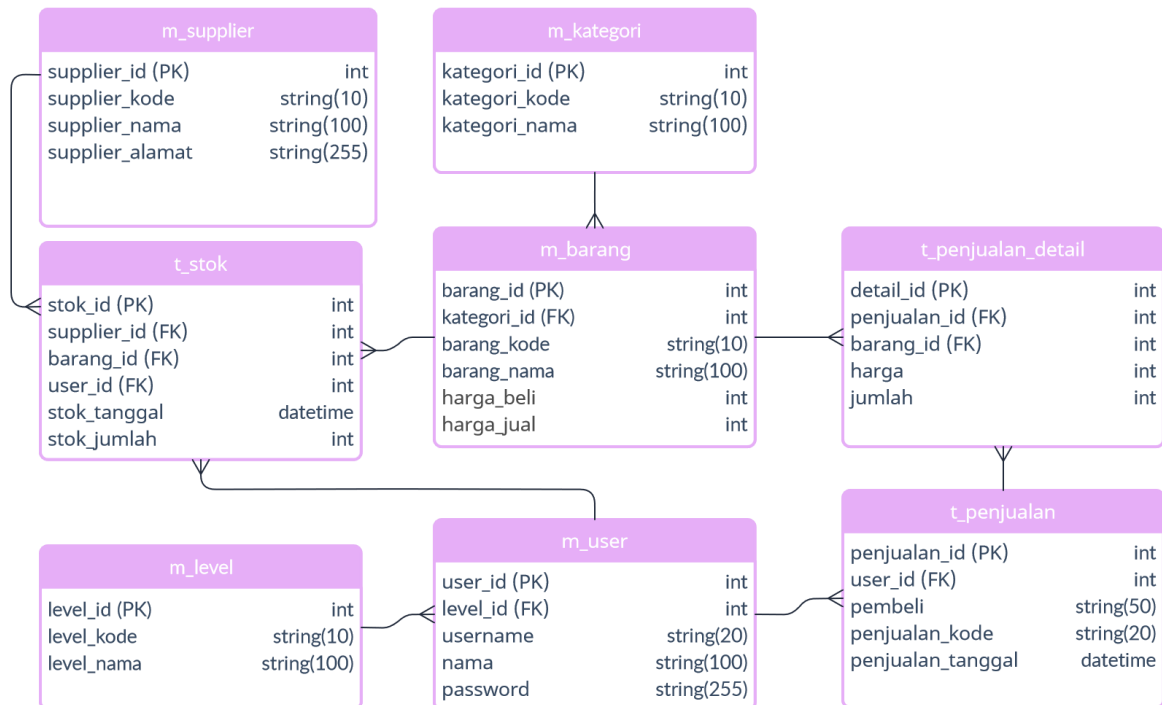 m_supplier
supplier_id (PK) int
supplier_kode string(10)
supplier_nama string(100)
supplier_alamat string(255)
m_kategori
kategori_id (PK) int
kategori_kode string(10)
kategori_nama string(100)
t_stok
stok_id (PK) int
supplier_id (FK) int
barang_id (FK) int
user_id (FK) int
stok_tanggal datetime
stok_jumlah int
m_barang
barang_id (PK) int
kategori_id (FK) int
barang_kode string(10)
barang_nama string(100)
harga_beli int
harga_jual int
t_penjualan_detail
detail_id (PK) int
penjualan_id (FK) int
barang_id (FK) int
harga int
jumlah int
m_level
level_id (PK) int
level_kode string(10)
level_nama string(100)
m_user
user_id (PK) int
level_id (FK) int
username string(20)
nama string(100)
password string(255)
t_penjualan
penjualan_id (PK) int
user_id (FK) int
pembeli string(50)
penjualan_kode string(20)
penjualan_tanggal datetime